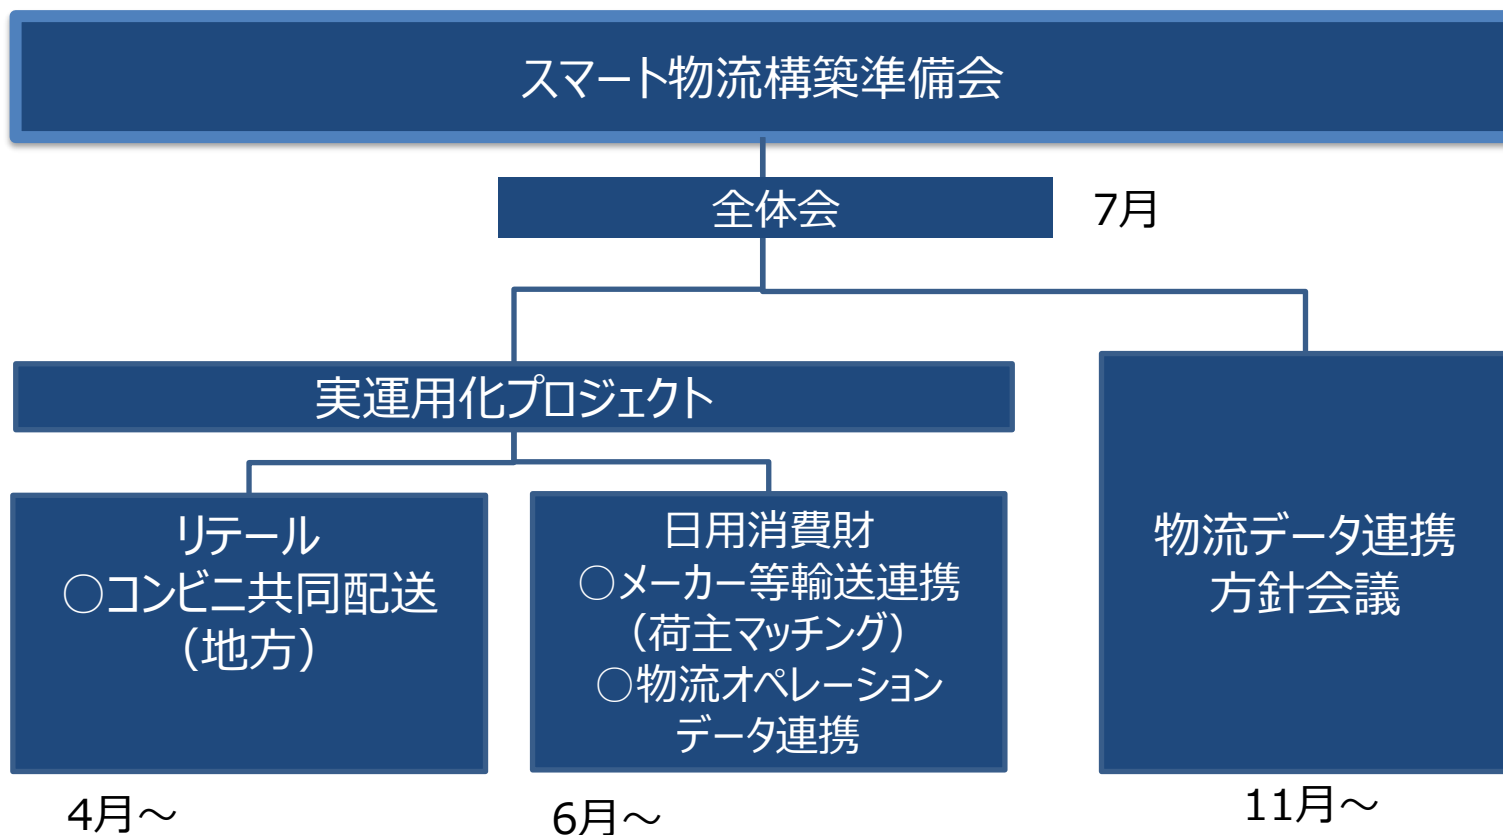 スマート物流構築準備会
全体会
7月
実運用化プロジェクト
リテール
○コンビニ共同配送
（地方）
4月～
日用消費財
○メーカー等輸送連携
（荷主マッチング）
○物流オペレーション
データ連携
6月～
物流データ連携
方針会議
11月～